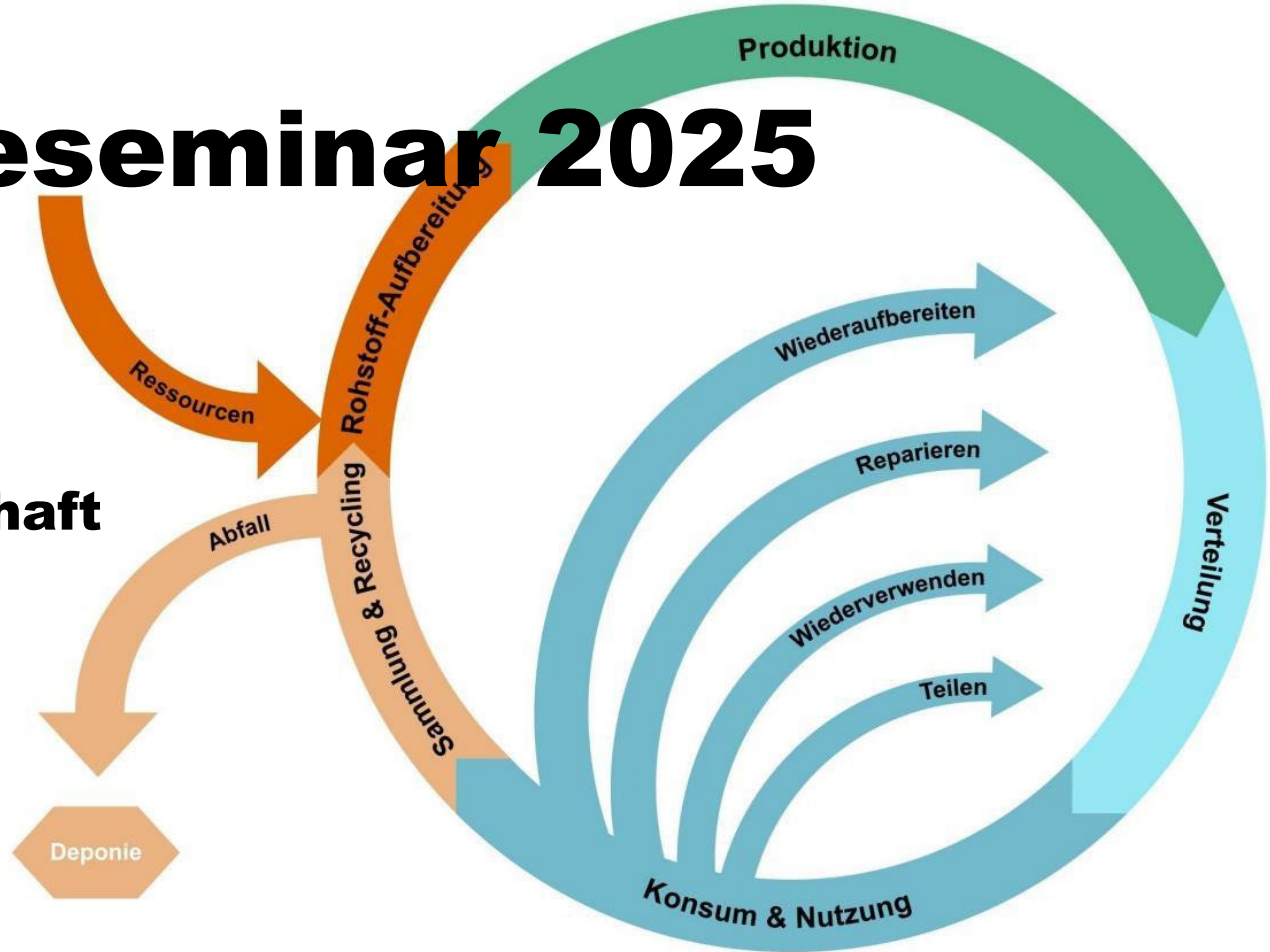 Produktion
eseminar 2025
Rohstoff-Aufbereitung
Wiederaufbereiten
Ressourcen
Reparieren
haft
Abfall
Sammlung & Recycling
Verteilung
Wiederverwenden
Teilen
Deponie
Konsum & Nutzung